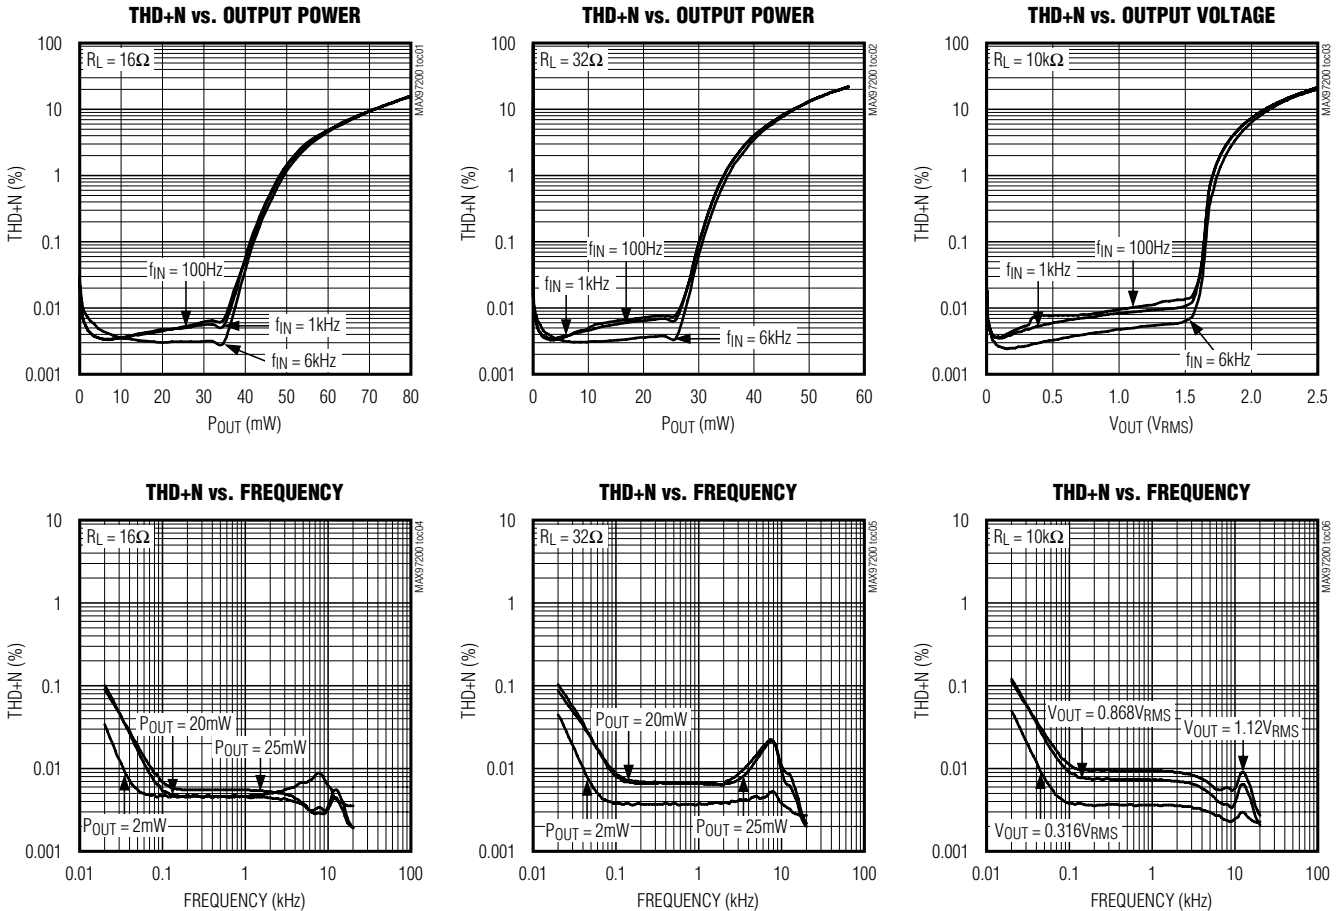 THD+N vs. OUTPUT POWER
RL = 16Ω
MAX97200 toc01
100
10
1
0.1
0.01
0.001
THD+N (%)
fIN = 100Hz
fIN = 1kHz
fIN = 6kHz
0 10 20 30 40 50 60 70 80
POUT (mW)
THD+N vs. OUTPUT POWER
RL = 32Ω
MAX97200 toc02
100
10
1
0.1
0.01
0.001
THD+N (%)
fIN = 100Hz
fIN = 1kHz
fIN = 6kHz
0 10 20 30 40 50 60
POUT (mW)
THD+N vs. OUTPUT VOLTAGE
RL = 10kΩ
MAX97200 toc03
100
10
1
0.1
0.01
0.001
THD+N (%)
fIN = 100Hz
fIN = 1kHz
fIN = 6kHz
0 0.5 1.0 1.5 2.0 2.5
VOUT (VRMS)
THD+N vs. FREQUENCY
RL = 16Ω
MAX97200 toc04
10
1
0.1
0.01
0.001
THD+N (%)
POUT = 20mW
POUT = 25mW
POUT = 2mW
0.01 0.1 1 10 100
FREQUENCY (kHz)
THD+N vs. FREQUENCY
RL = 32Ω
MAX97200 toc05
10
1
0.1
0.01
0.001
THD+N (%)
POUT = 20mW
POUT = 2mW
POUT = 25mW
0.01 0.1 1 10 100
FREQUENCY (kHz)
THD+N vs. FREQUENCY
RL = 10kΩ
MAX97200 toc06
10
1
0.1
0.01
0.001
THD+N (%)
VOUT = 0.868VRMS
VOUT = 1.12VRMS
VOUT = 0.316VRMS
0.01 0.1 1 10 100
FREQUENCY (kHz)